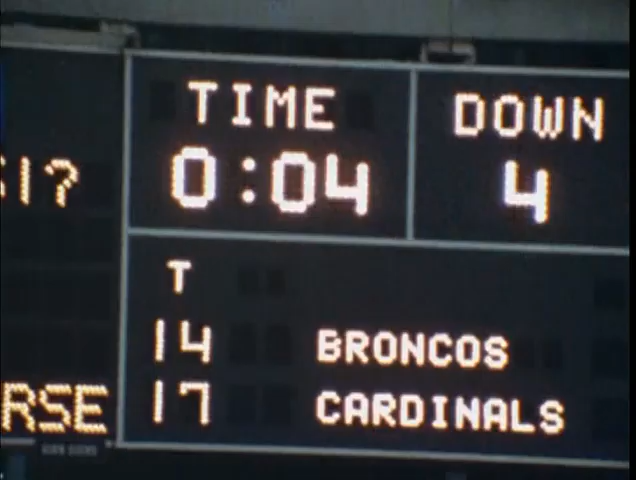 TIME DOWN
0:04 4
I?
T
14 BRONCOS
17 CARDINALS
RSE